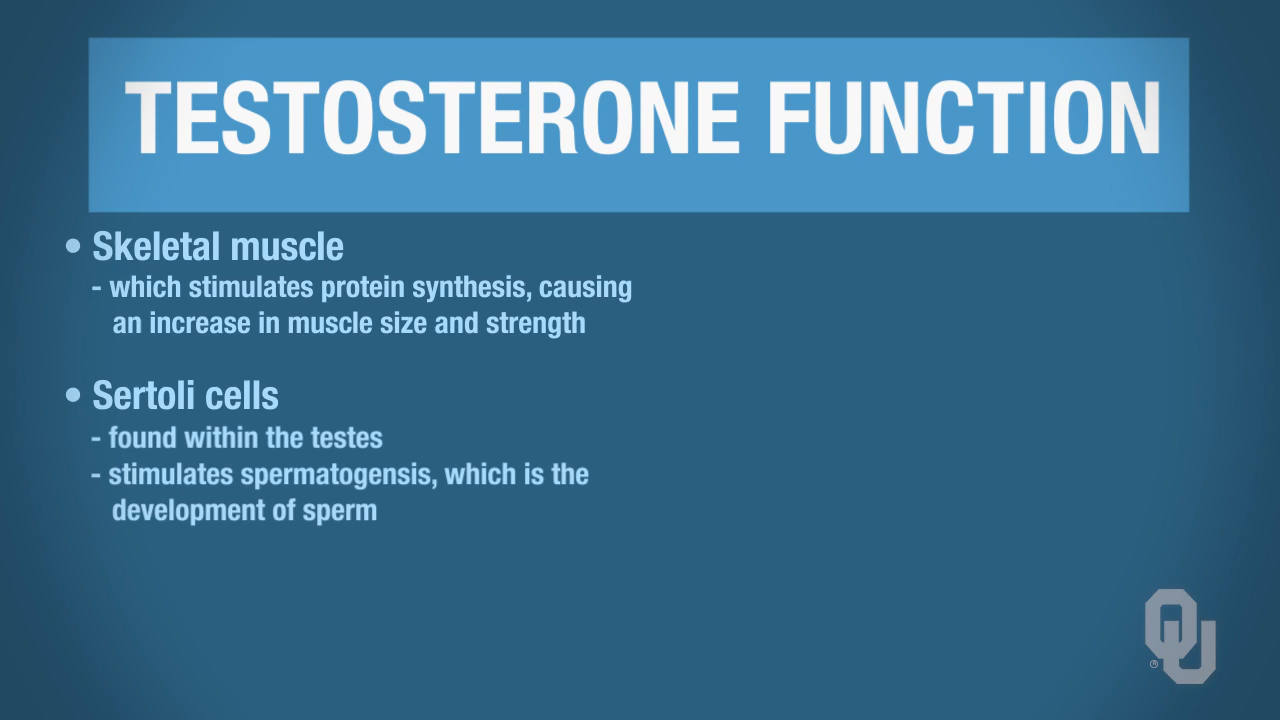 TESTOSTERONE FUNCTION
• Skeletal muscle
- which stimulates protein synthesis, causing
an increase in muscle size and strength
• Sertoli cells
- found within the testes
- stimulates spermatogensis, which is the
development of sperm
OU
®